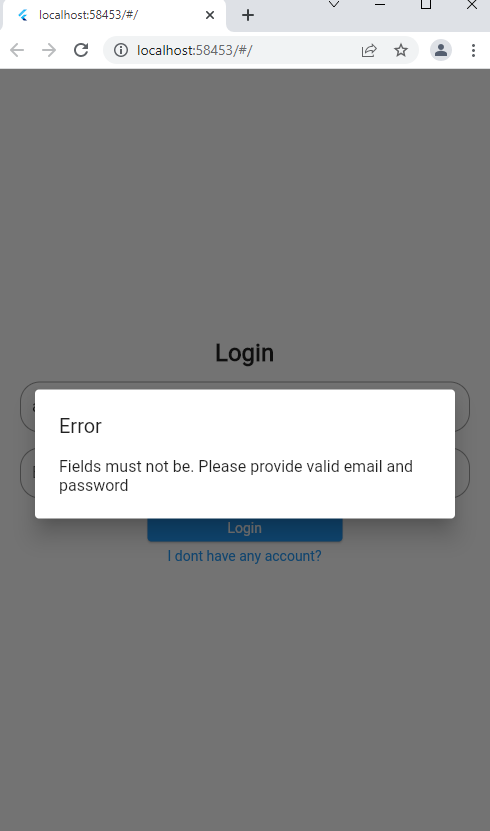 localhost:58453/#/
localhost:58453/#/
Login
Error
Fields must not be. Please provide valid email and
password
Login
I dont have any account?